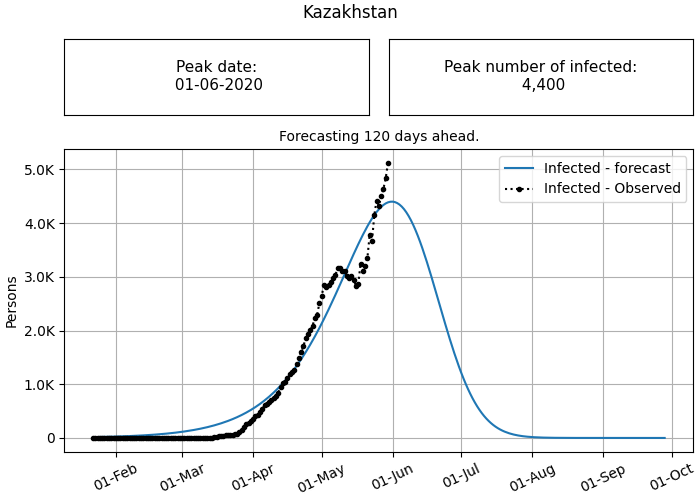 Kazakhstan
Peak date:
01-06-2020
Peak number of infected:
4,400
Forecasting 120 days ahead.
Infected - forecast
Infected - Observed
Persons
5.0K
4.0K
3.0K
2.0K
1.0K
0
01-Feb
01-Mar
01-Apr
01-May
01-Jun
01-Jul
01-Aug
01-Sep
01-Oct